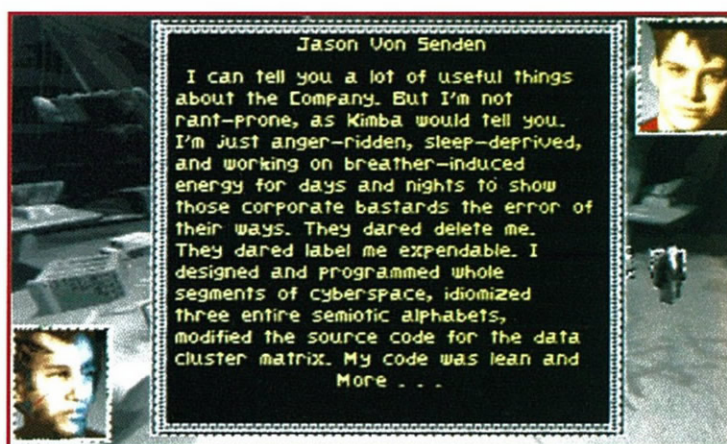 Jason Von Senden
I can tell you a lot of useful things
about the Company. But I'm not
rant-prone, as Kimba would tell you.
I'm just anger-ridden, sleep-deprived,
and working on breather-induced
energy for days and nights to show
those corporate bastards the error of
their ways. They dared delete me.
They dared label me expendable. I
designed and programmed whole
segments of cyberspace, idiomized
three entire semiotic alphabets,
modified the source code for the data
cluster matrix. My code was lean and
More . . .